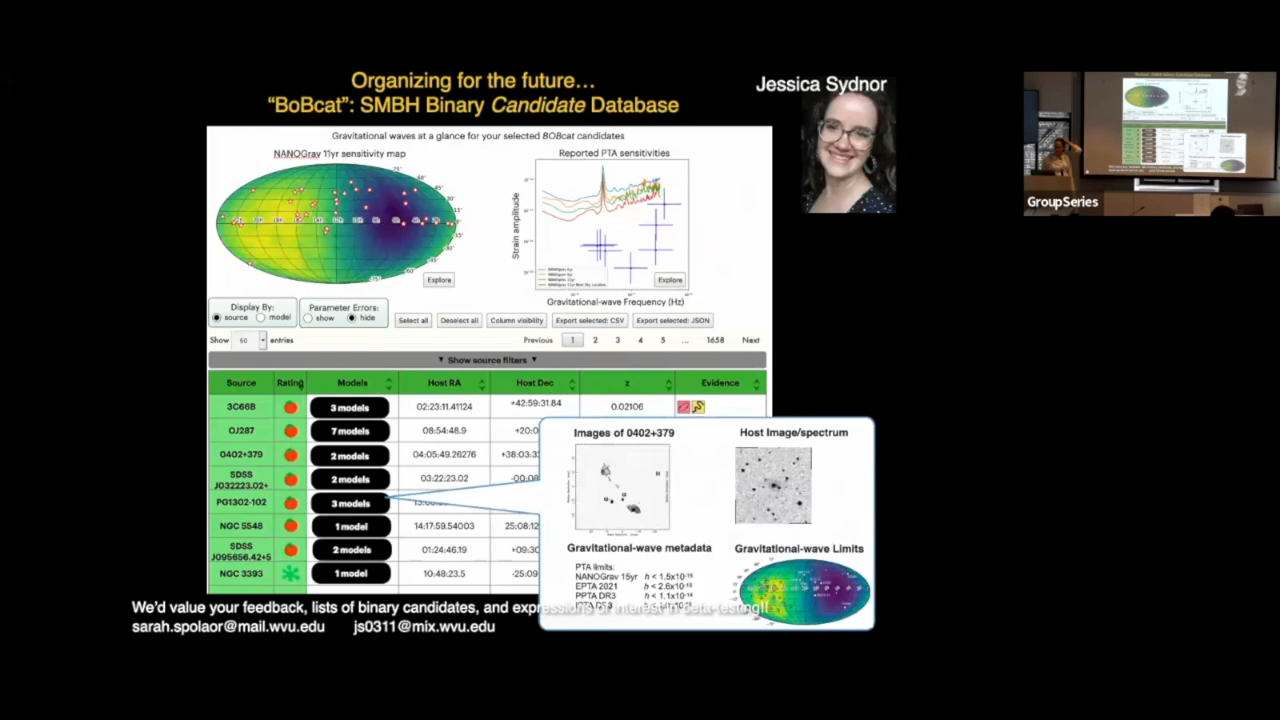 Organizing for the future...
"BoBcat": SMBH Binary Candidate Database
Jessica Sydnor
GroupSeries
Gravitational waves at a glance for your selected BOBcat candidates
NANOGrav 11yr sensitivity map
Reported PTA sensitivities
Strain amplitude
Explore
Explore
Gravitational-wave Frequency (Hz)
Display By:
source model
Parameter Errors:
show hide
Select all Deselect all Column visibility Export selected: CSV Export selected: JSON
Show 50 entries
Previous 1 2 3 4 5 ... 1658 Next
▼ Show source filters ▼
Source Rating Models Host RA Host Dec z Evidence
3C66B 3 models 02:23:11.41124 +42:59:31.84 0.02106
OJ287 7 models 08:54:48.9 +20:0
0402+379 2 models 04:05:49.26276 +38:03:3
SDSS J032223.02+ 2 models 03:22:23.02 -00:08
PG1302-102 3 models
NGC 5548 1 model 14:17:59.54003 25:08:12
SDSS J095656.42+5 2 models 01:24:46.19 +09:30
NGC 3393 1 model 10:48:23.5 -25:09
Images of 0402+379
Host Image/spectrum
Gravitational-wave metadata
PTA limits:
NANOGrav 15yr h < 1.5x10
EPTA 2021 h < 2.6x10
PPTA DR3 h < 1.1x10
Gravitational-wave Limits
We'd value your feedback, lists of binary candidates, and expressions of interest in beta-testing!!
sarah.spolaor@mail.wvu.edu js0311@mix.wvu.edu